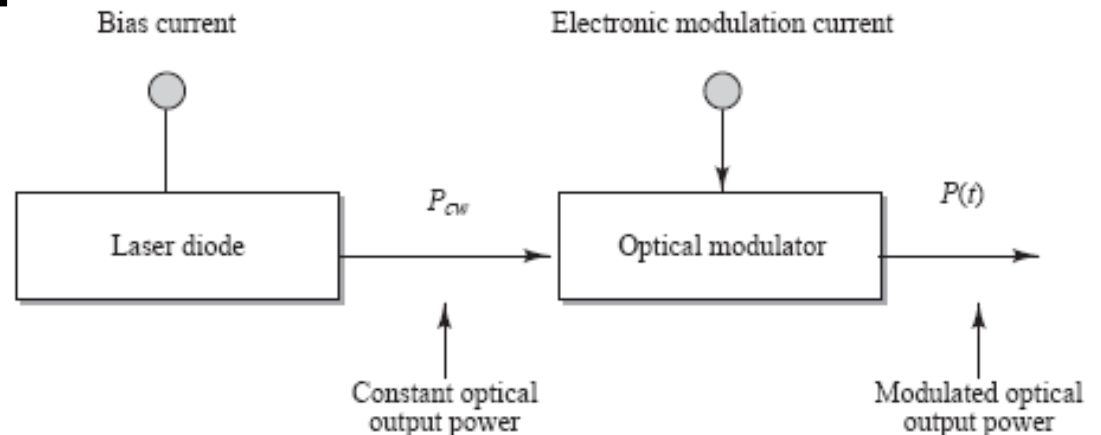 Bias current
Electronic modulation current
Laser diode
P_cw
Optical modulator
P(t)
Constant optical
output power
Modulated optical
output power